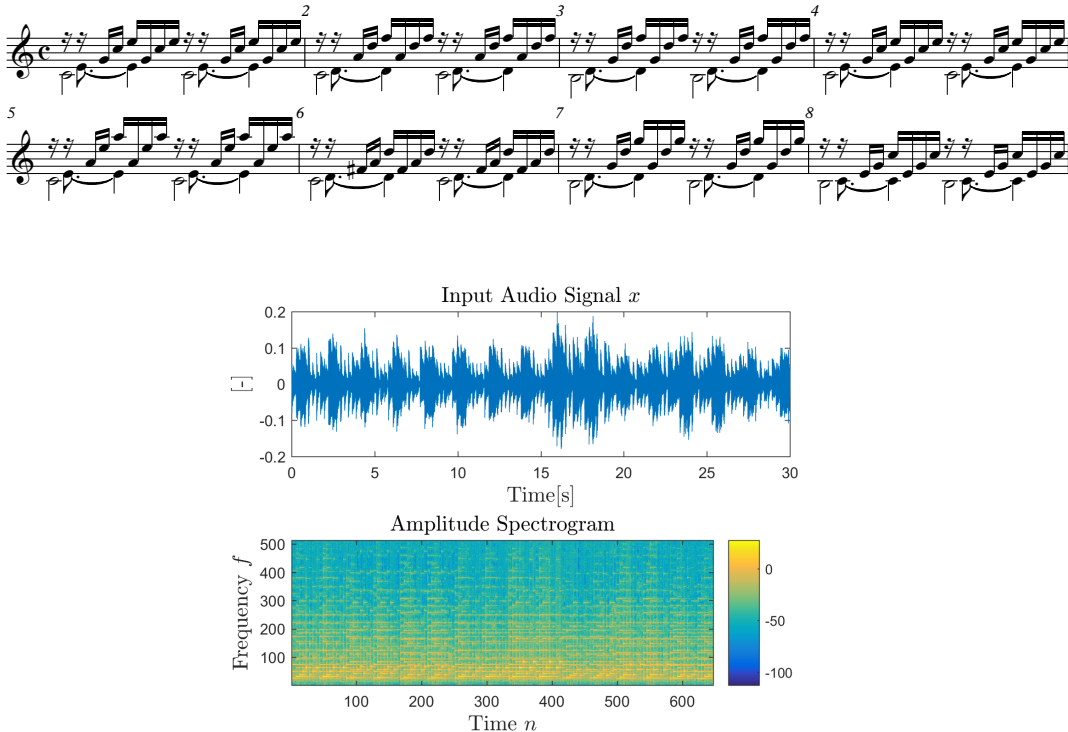 2 3 4
5 6 7 8
Input Audio Signal x
0.2
0.1
0
-0.1
-0.2
[-]
0 5 10 15 20 25 30
Time[s]
Amplitude Spectrogram
500
400
300
200
100
Frequency f
0
-50
-100
100 200 300 400 500 600
Time n